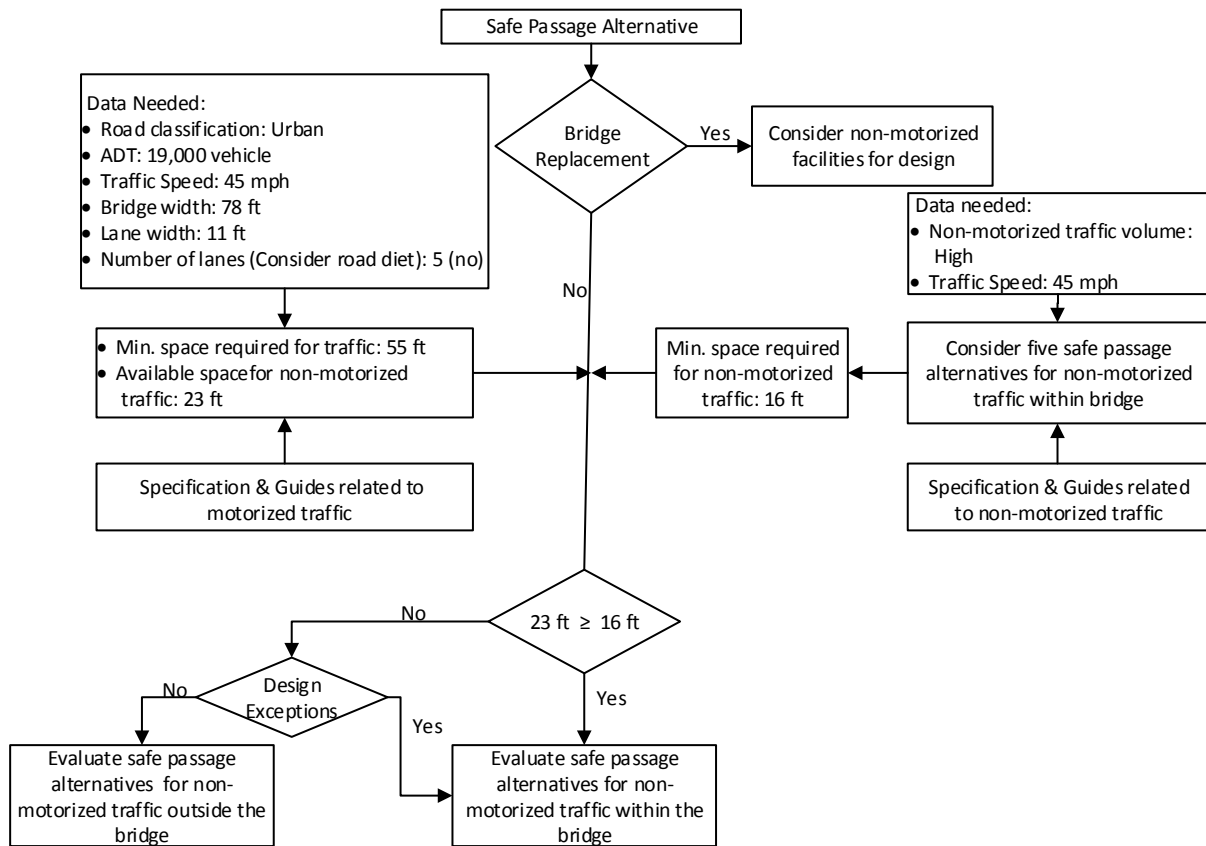 Safe Passage Alternative
Data Needed:
• Road classification: Urban
• ADT: 19,000 vehicle
• Traffic Speed: 45 mph
• Bridge width: 78 ft
• Lane width: 11 ft
• Number of lanes (Consider road diet): 5 (no)
Bridge
Replacement
Yes
Consider non-motorized
facilities for design
Data needed:
• Non-motorized traffic volume:
High
• Traffic Speed: 45 mph
No
• Min. space required for traffic: 55 ft
• Available space for non-motorized
traffic: 23 ft
Min. space required
for non-motorized
traffic: 16 ft
Consider five safe passage
alternatives for non-motorized
traffic within bridge
Specification & Guides related to
motorized traffic
Specification & Guides related
to non-motorized traffic
No
23 ft ≥ 16 ft
No
Design
Exceptions
Yes
Yes
Evaluate safe passage
alternatives for non-
motorized traffic outside the
bridge
Evaluate safe passage
alternatives for non-
motorized traffic within the
bridge